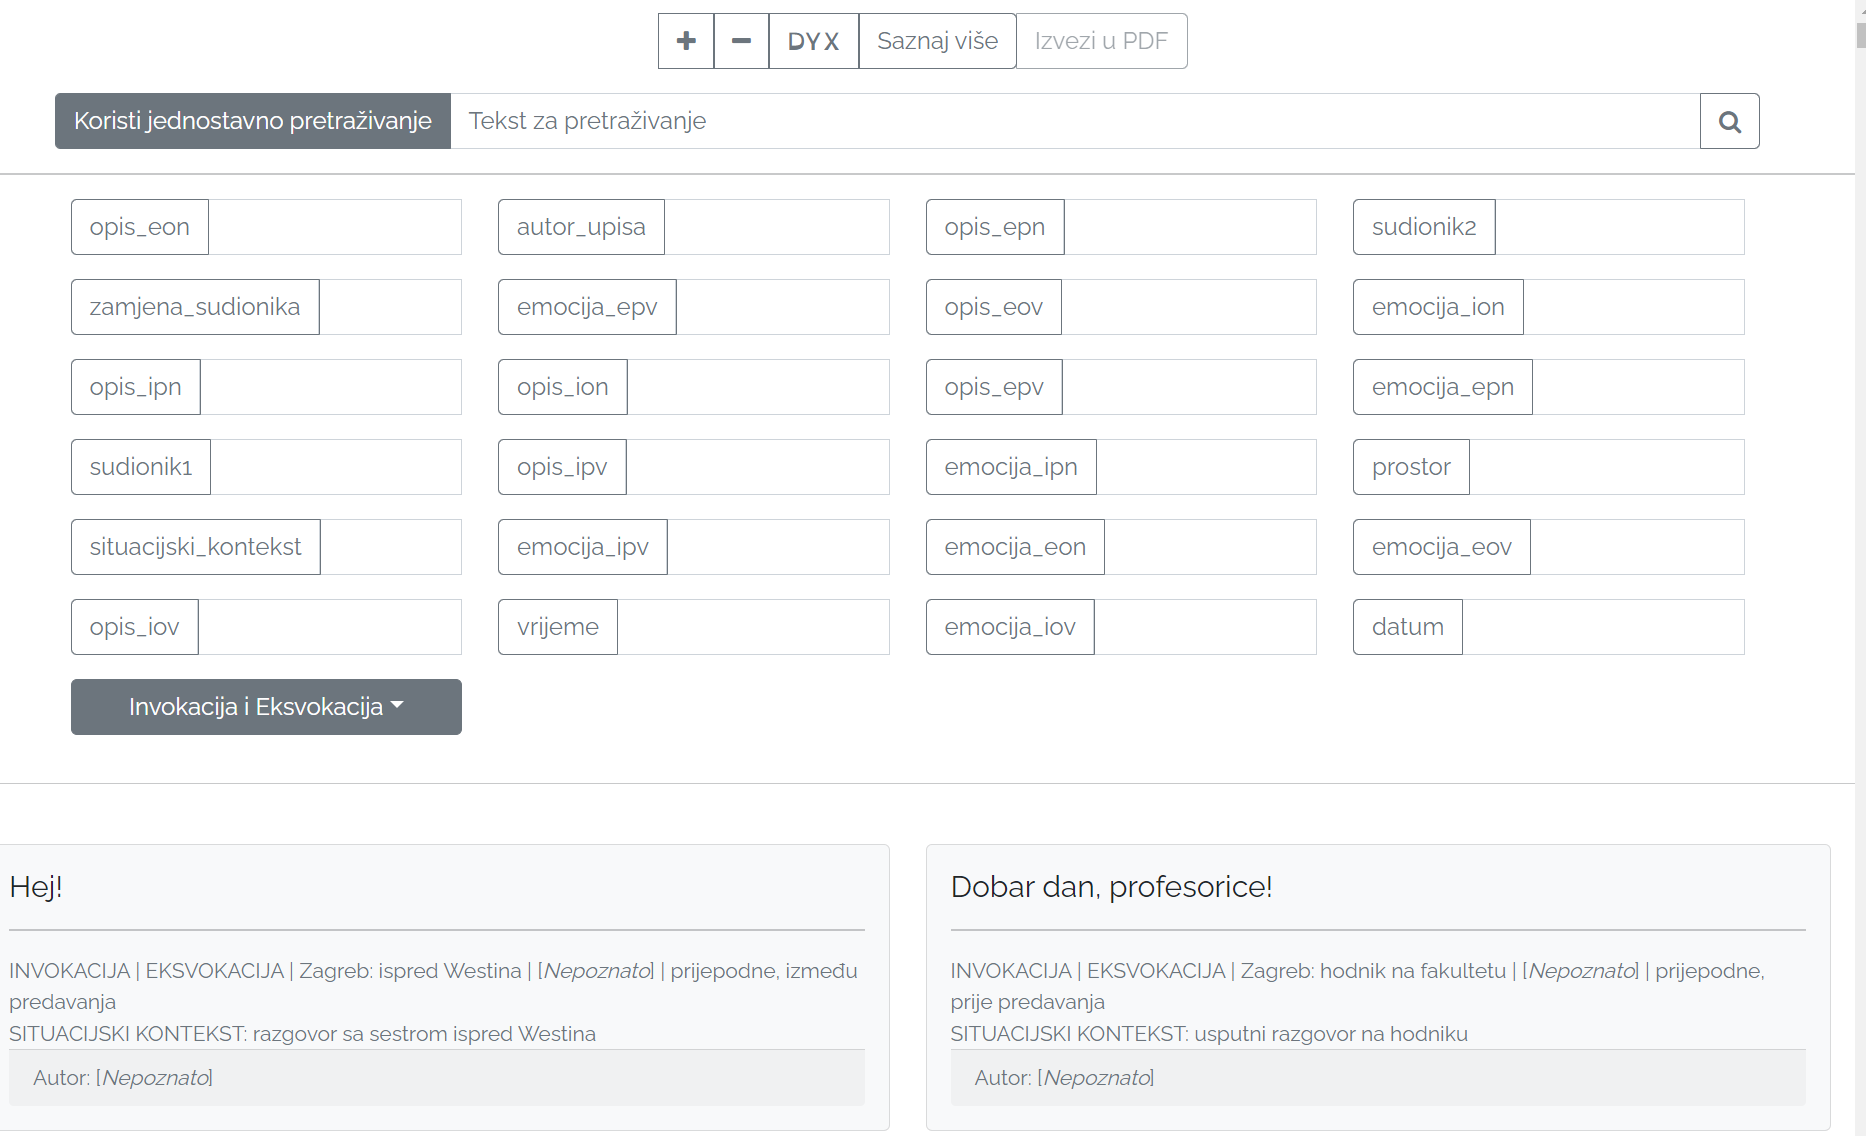 DYX Saznaj više Izvezi u PDF
Koristi jednostavno pretraživanje Tekst za pretraživanje
opis_eon autor_upisa opis_epn sudionik2
zamjena_sudionika emocija_epv opis_eov emocija_ion
opis_ipn opis_ion opis_epv emocija_epn
sudionik1 opis_ipv emocija_ipn prostor
situacijski_kontekst emocija_ipv emocija_eon emocija_eov
opis_iov vrijeme emocija_iov datum
Invokacija i Eksvokacija
Hej!
INVOKACIJA | EKSVOKACIJA | Zagreb: ispred Westina | [Nepoznato] | prijepodne, između
predavanja
SITUACIJSKI KONTEKST: razgovor sa sestrom ispred Westina
Autor: [Nepoznato]
Dobar dan, profesorice!
INVOKACIJA | EKSVOKACIJA | Zagreb: hodnik na fakultetu | [Nepoznato] | prijepodne,
prije predavanja
SITUACIJSKI KONTEKST: usputni razgovor na hodniku
Autor: [Nepoznato]